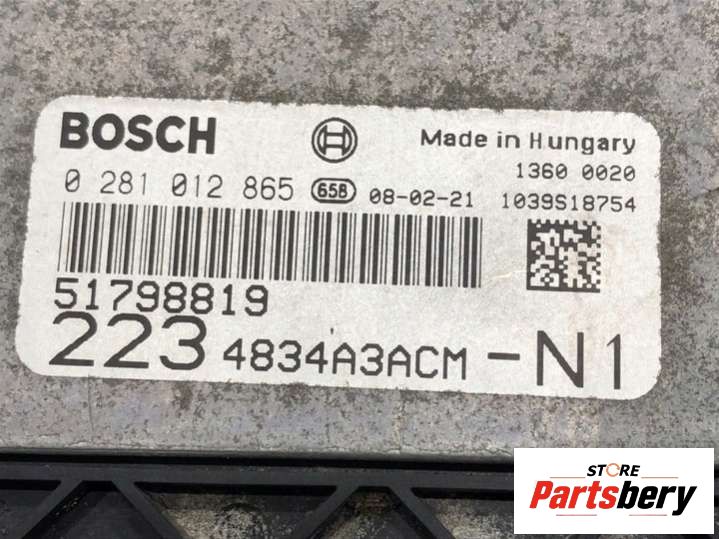 BOSCH
Made in Hungary
1360 0020
0 281 012 865 658 08-02-21 1039S18754
51798819
223 4834A3ACM -N1
STORE
Partsbery